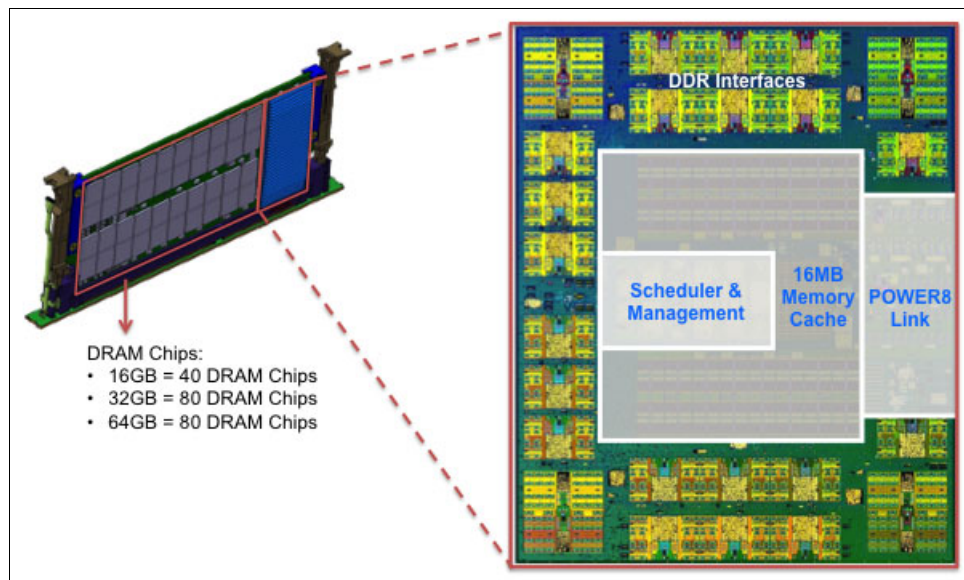 DRAM Chips:
• 16GB = 40 DRAM Chips
• 32GB = 80 DRAM Chips
• 64GB = 80 DRAM Chips
DDR Interfaces
Scheduler &
Management
16MB
Memory
Cache
POWER8
Link